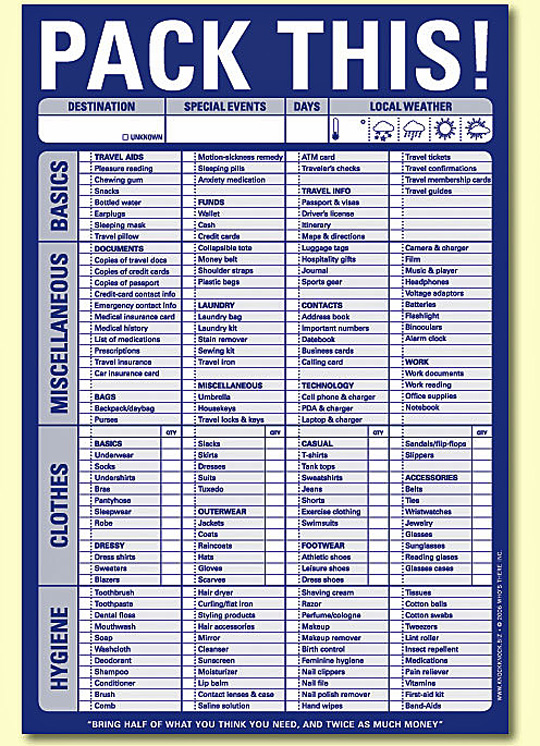 PACK THIS!
DESTINATION
SPECIAL EVENTS
DAYS
LOCAL WEATHER
UNKNOWN
°
BASICS
TRAVEL AIDS
Pleasure reading
Chewing gum
Snacks
Bottled water
Earplugs
Sleeping mask
Travel pillow
Motion-sickness remedy
Sleeping pills
Anxiety medication
FUNDS
Wallet
Cash
Credit cards
ATM card
Traveler's checks
TRAVEL INFO
Passport & visas
Driver's license
Itinerary
Maps & directions
Travel tickets
Travel confirmations
Travel membership cards
Travel guides
MISCELLANEOUS
DOCUMENTS
Copies of travel docs
Copies of credit cards
Copies of passport
Credit-card contact info
Emergency contact info
Medical insurance card
Medical history
List of medications
Prescriptions
Travel insurance
Car insurance card
BAGS
Backpack/daybag
Purses
Collapsible tote
Money belt
Shoulder straps
Plastic bags
LAUNDRY
Laundry bag
Laundry kit
Stain remover
Sewing kit
Travel iron
MISCELLANEOUS
Umbrella
Housekeys
Travel locks & keys
Luggage tags
Hospitality gifts
Journal
Sports gear
CONTACTS
Address book
Important numbers
Datebook
Business cards
Calling card
TECHNOLOGY
Cell phone & charger
PDA & charger
Laptop & charger
Camera & charger
Film
Music & player
Headphones
Voltage adaptors
Batteries
Flashlight
Binoculars
Alarm clock
WORK
Work documents
Work reading
Office supplies
Notebook
CLOTHES
QTY
QTY
QTY
QTY
BASICS
Underwear
Socks
Undershirts
Bras
Pantyhose
Sleepwear
Robe
DRESSY
Dress shirts
Sweaters
Blazers
Slacks
Skirts
Dresses
Suits
Tuxedo
OUTERWEAR
Jackets
Coats
Raincoats
Hats
Gloves
Scarves
CASUAL
T-shirts
Tank tops
Sweatshirts
Jeans
Shorts
Exercise clothing
Swimsuits
FOOTWEAR
Athletic shoes
Leisure shoes
Dress shoes
Sandals/flip-flops
Slippers
ACCESSORIES
Belts
Ties
Wristwatches
Jewelry
Glasses
Sunglasses
Reading glasses
Glasses cases
HYGIENE
Toothbrush
Toothpaste
Dental floss
Mouthwash
Soap
Washcloth
Deodorant
Shampoo
Conditioner
Brush
Comb
Hair dryer
Curling/flat iron
Styling products
Hair accessories
Mirror
Cleanser
Sunscreen
Moisturizer
Lip balm
Contact lenses & case
Saline solution
Shaving cream
Razor
Perfume/cologne
Makeup
Makeup remover
Birth control
Feminine hygiene
Nail clippers
Nail file
Nail polish remover
Hand wipes
Tissues
Cotton balls
Cotton swabs
Tweezers
Lint roller
Insect repellent
Medications
Pain reliever
Vitamins
First-aid kit
Band-Aids
WWW.KNOCKKNOCK.BIZ • © 2006 WHO'S THERE INC.
"BRING HALF OF WHAT YOU THINK YOU NEED, AND TWICE AS MUCH MONEY"